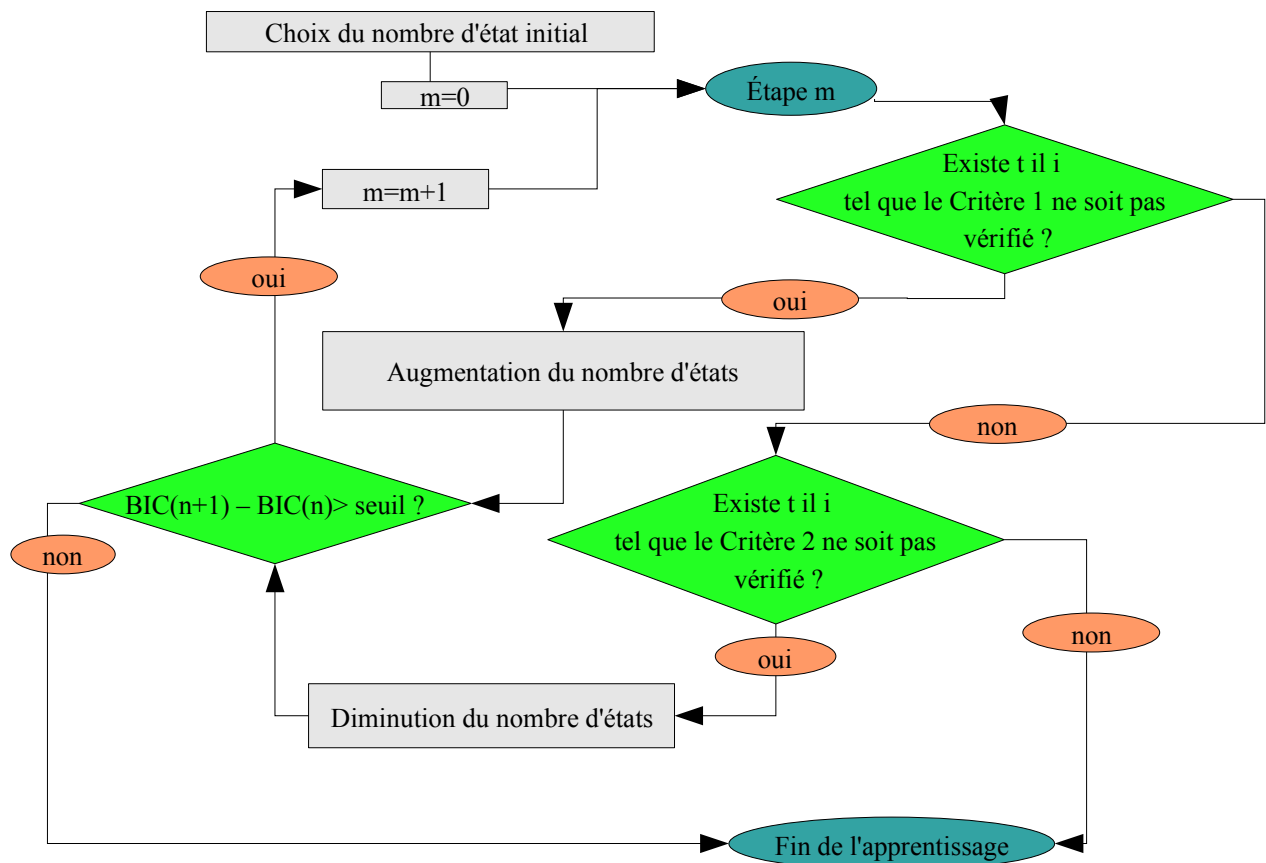 Choix du nombre d'état initial
m=0
Étape m
Existe t il i
tel que le Critère 1 ne soit pas
vérifié ?
m=m+1
oui
oui
Augmentation du nombre d'états
non
BIC(n+1) – BIC(n)> seuil ?
Existe t il i
tel que le Critère 2 ne soit pas
vérifié ?
non
non
oui
Diminution du nombre d'états
Fin de l'apprentissage